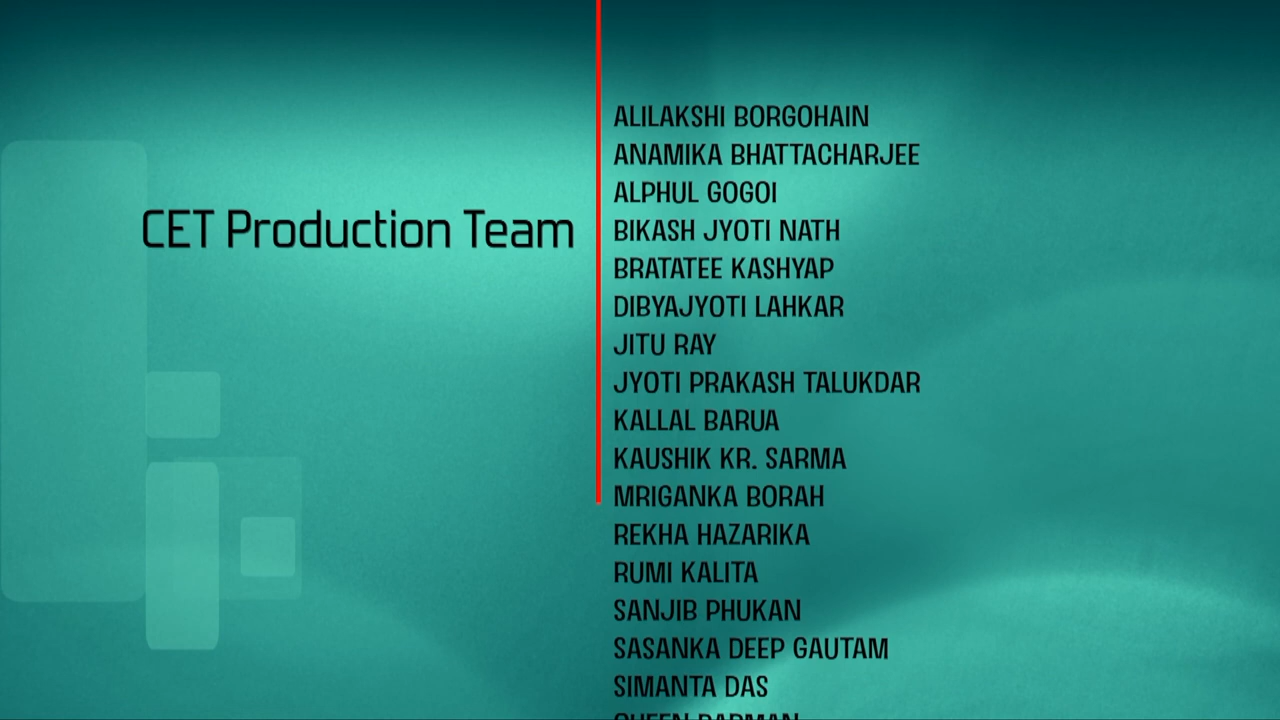 CET Production Team
ALILAKSHI BORGOHAIN
ANAMIKA BHATTACHARJEE
ALPHUL GOGOI
BIKASH JYOTI NATH
BRATATEE KASHYAP
DIBYAJYOTI LAHKAR
JITU RAY
JYOTI PRAKASH TALUKDAR
KALLAL BARUA
KAUSHIK KR. SARMA
MRIGANKA BORAH
REKHA HAZARIKA
RUMI KALITA
SANJIB PHUKAN
SASANKA DEEP GAUTAM
SIMANTA DAS